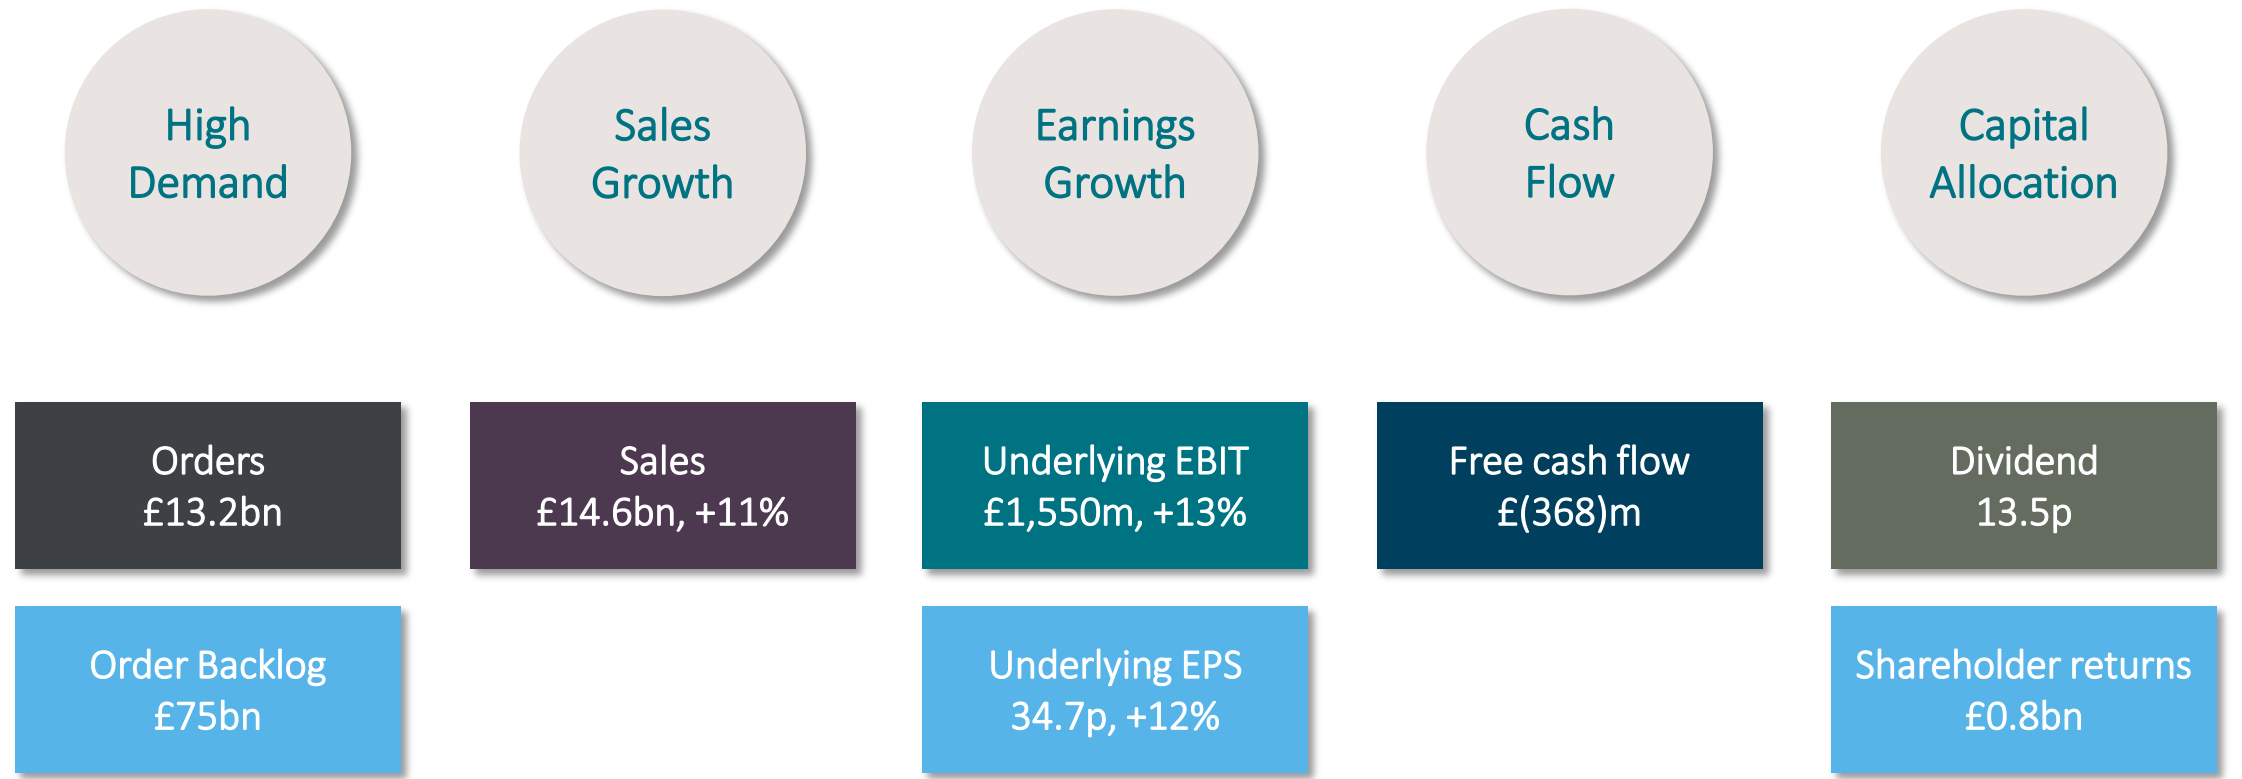 High
Demand
Sales
Growth
Earnings
Growth
Cash
Flow
Capital
Allocation
Orders
£13.2bn
Sales
£14.6bn, +11%
Underlying EBIT
£1,550m, +13%
Free cash flow
£(368)m
Dividend
13.5p
Order Backlog
£75bn
Underlying EPS
34.7p, +12%
Shareholder returns
£0.8bn